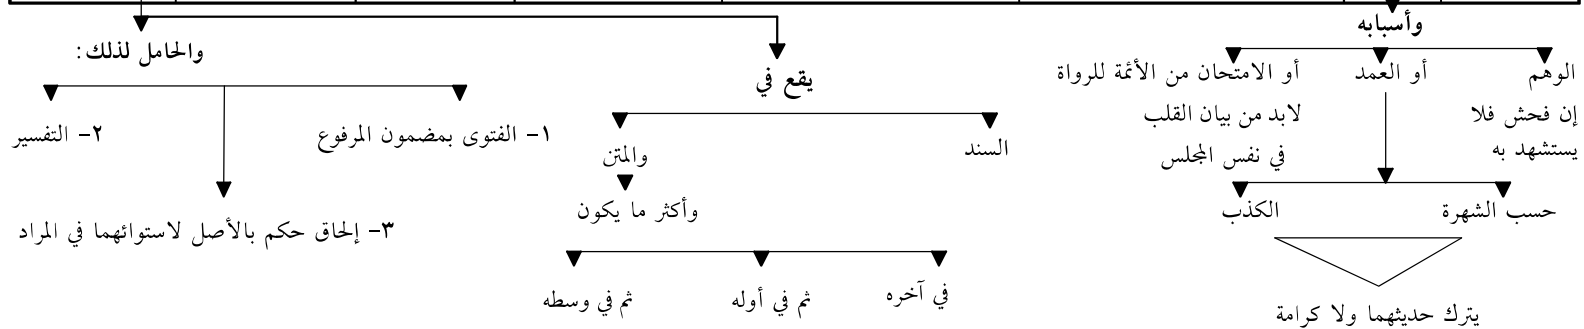 وأسبابه
الوهم
أو العمد
أو الامتحان من الأئمة للرواة
إن فحش فلا
يستشهد به
لابد من بيان القلب
في نفس المجلس
حسب الشهرة
الكذب
يترك حديثهما ولا كرامة
يقع في
السند
والمتن
وأكثر ما يكون
في آخره
ثم في أوله
ثم في وسطه
والحامل لذلك:
١- الفتوى بمضمون المرفوع
٢- التفسير
٣- إلحاق حكم بالأصل لاستوائهما في المراد